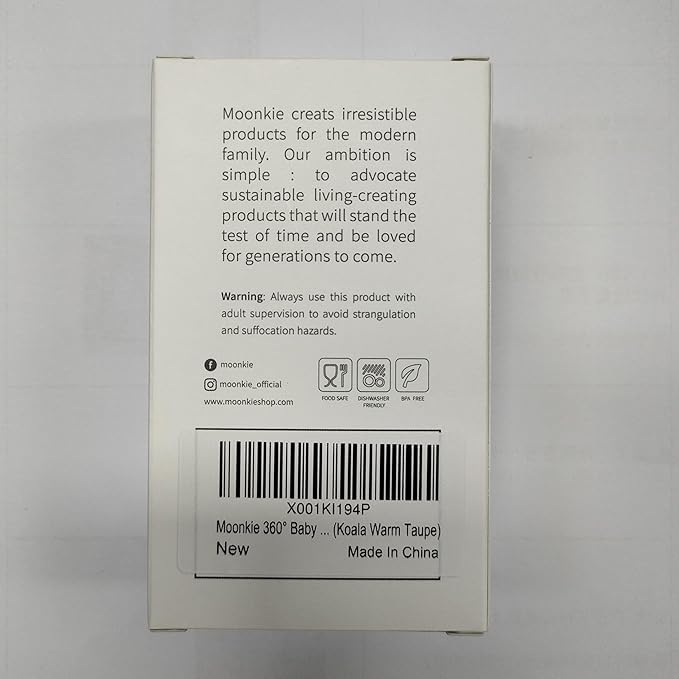 Moonkie creats irresistible
products for the modern
family. Our ambition is
simple : to advocate
sustainable living-creating
products that will stand the
test of time and be loved
for generations to come.
Warning: Always use this product with
adult supervision to avoid strangulation
and suffocation hazards.
moonkie
moonkie_official
www.moonkieshop.com
FOOD SAFE
DISHWASHER
FRIENDLY
BPA FREE
X001KI194P
Moonkie 360° Baby ... (Koala Warm Taupe)
New Made In China